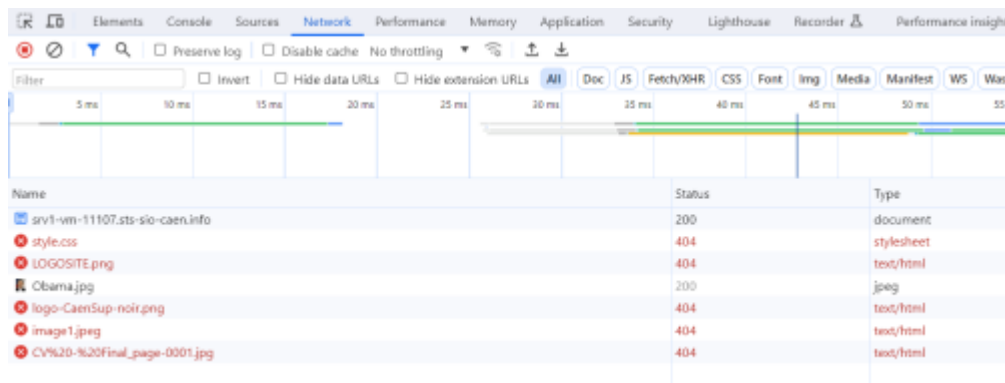 Elements Console Sources Network Performance Memory Application Security Lighthouse Recorder Performance insigh
Preserve log Disable cache No throttling
Filter Invert Hide data URLs Hide extension URLs All Doc JS Fetch/XHR CSS Font Img Media Manifest WS Was
5 ms 10 ms 15 ms 20 ms 25 ms 30 ms 35 ms 40 ms 45 ms 50 ms 55
Name Status Type
srv1-vm-11107.sts-sio-caen.info 200 document
style.css 404 stylesheet
LOGOSITE.png 404 text/html
Obama.jpg 200 jpeg
logo-CaenSup-noir.png 404 text/html
image1.jpeg 404 text/html
CV%20-%20Final_page-0001.jpg 404 text/html